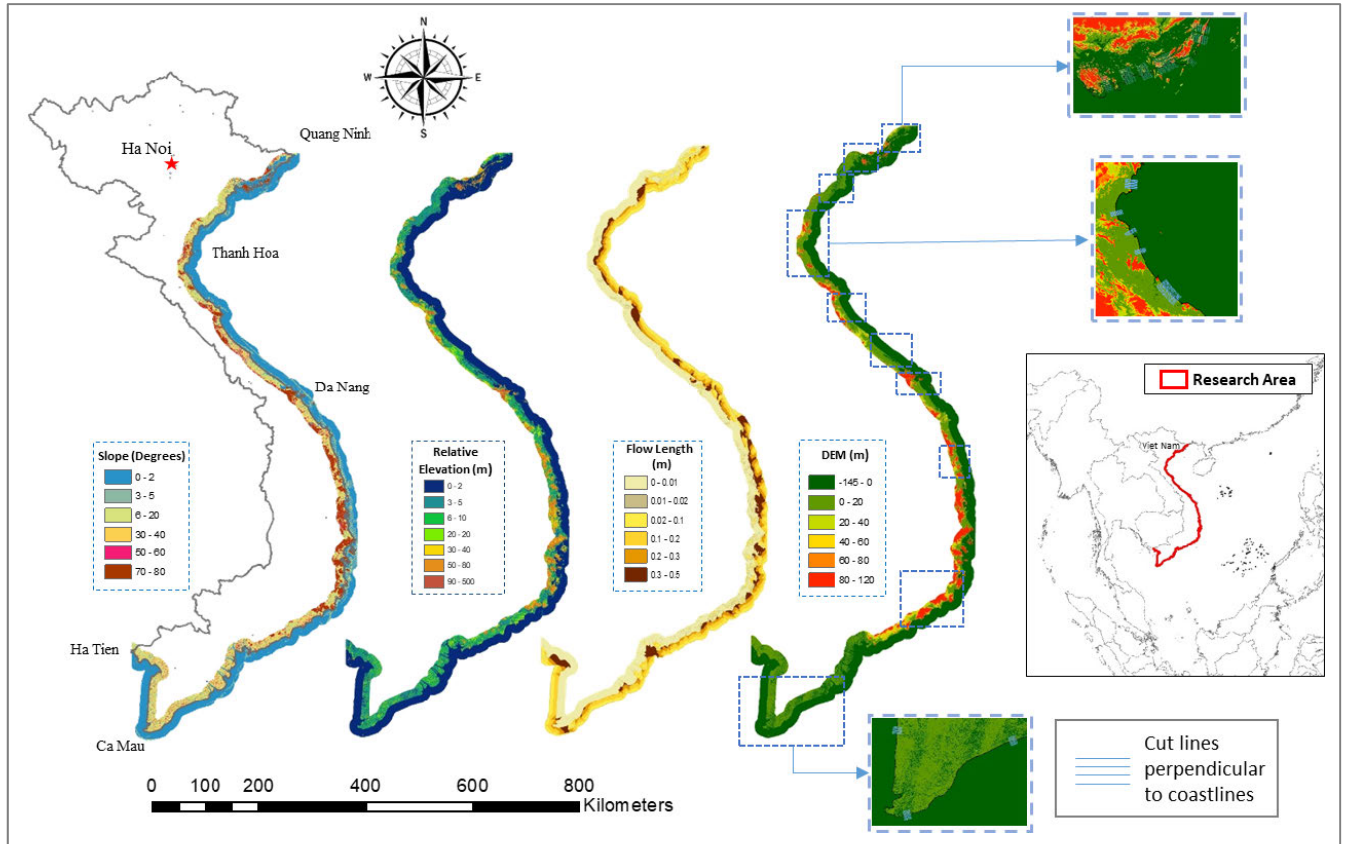 N
W
E
S
Quang Ninh
Ha Noi
Thanh Hoa
Da Nang
Ha Tien
Ca Mau
Slope (Degrees)
0 - 2
3 - 5
6 - 20
30 - 40
50 - 60
70 - 80
Relative
Elevation (m)
0 - 2
3 - 5
6 - 10
20 - 20
30 - 40
50 - 80
90 - 500
Flow Length
(m)
0 - 0.01
0.01 - 0.02
0.02 - 0.1
0.1 - 0.2
0.2 - 0.3
0.3 - 0.5
DEM (m)
-145 - 0
0 - 20
20 - 40
40 - 60
60 - 80
80 - 120
Research Area
Viet Nam
Cut lines
perpendicular
to coastlines
0 100 200 400 600 800
Kilometers